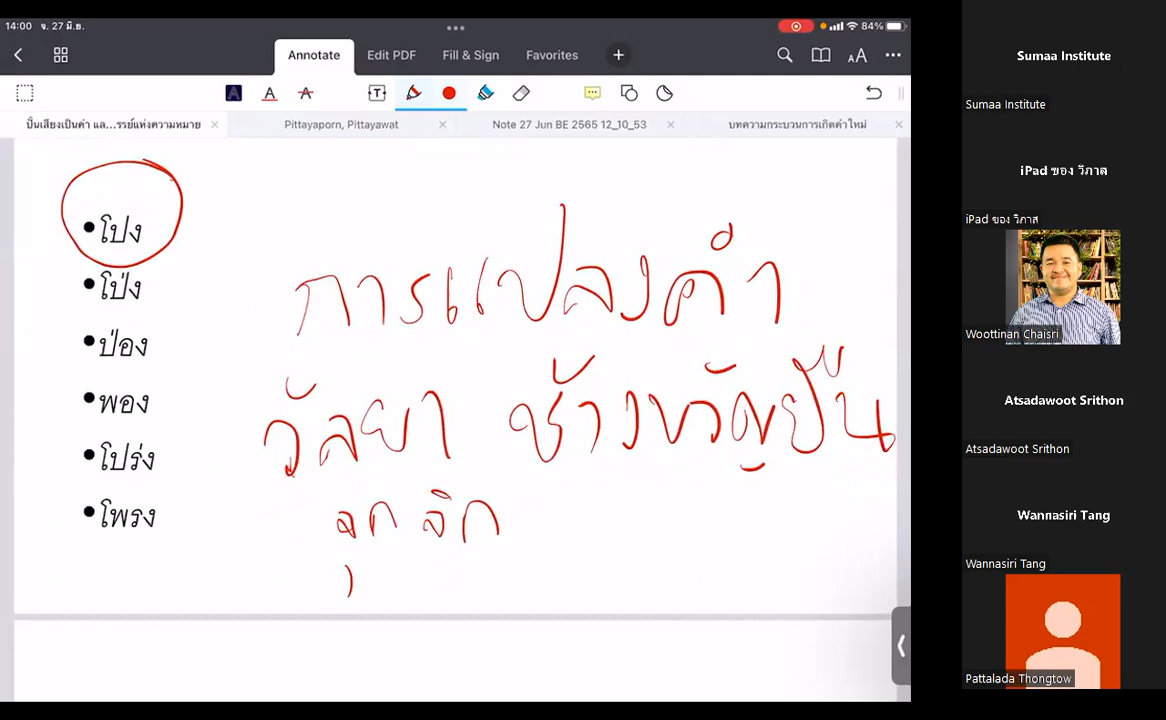 14:00 จ. 27 มิ.ย.
84%
Annotate Edit PDF Fill & Sign Favorites
AA
T
ปั้นเสียงเป็นคำ แล...รรย์แห่งความหมาย
Pittayaporn, Pittayawat
Note 27 Jun BE 2565 12_10_53
บทความกระบวนการเกิดคำใหม่
•โปง
•โป่ง
•ป่อง
•พอง
•โปร่ง
•โพรง
การแปลงคำ
วัลยา ช้างขวัญยืน
จก จิก
Sumaa Institute
Sumaa Institute
iPad ของ วิภาส
iPad ของ วิภาส
Woottinan Chaisri
Atsadawoot Srithon
Atsadawoot Srithon
Wannasiri Tang
Wannasiri Tang
Pattalada Thongtow